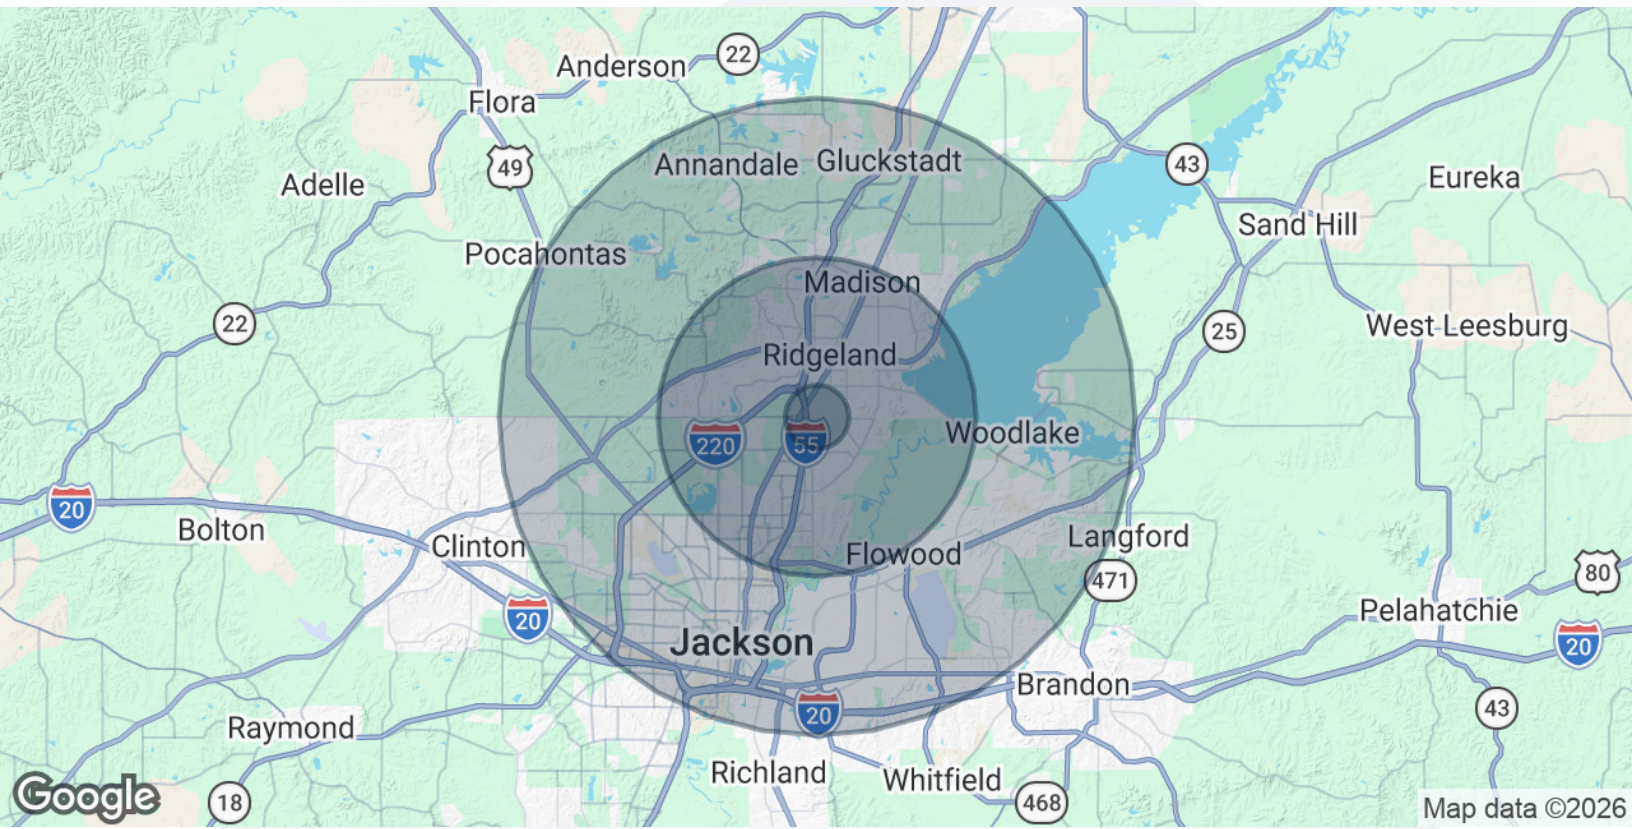 Anderson
22
Flora
49
Annandale
Gluckstadt
43
Eureka
Adelle
Sand Hill
Pocahontas
Madison
22
25
West Leesburg
Ridgeland
220
55
Woodlake
20
Bolton
Clinton
Flowood
Langford
471
80
20
Pelahatchie
Jackson
20
Brandon
20
43
Raymond
Richland
Whitfield
Google
18
468
Map data ©2026